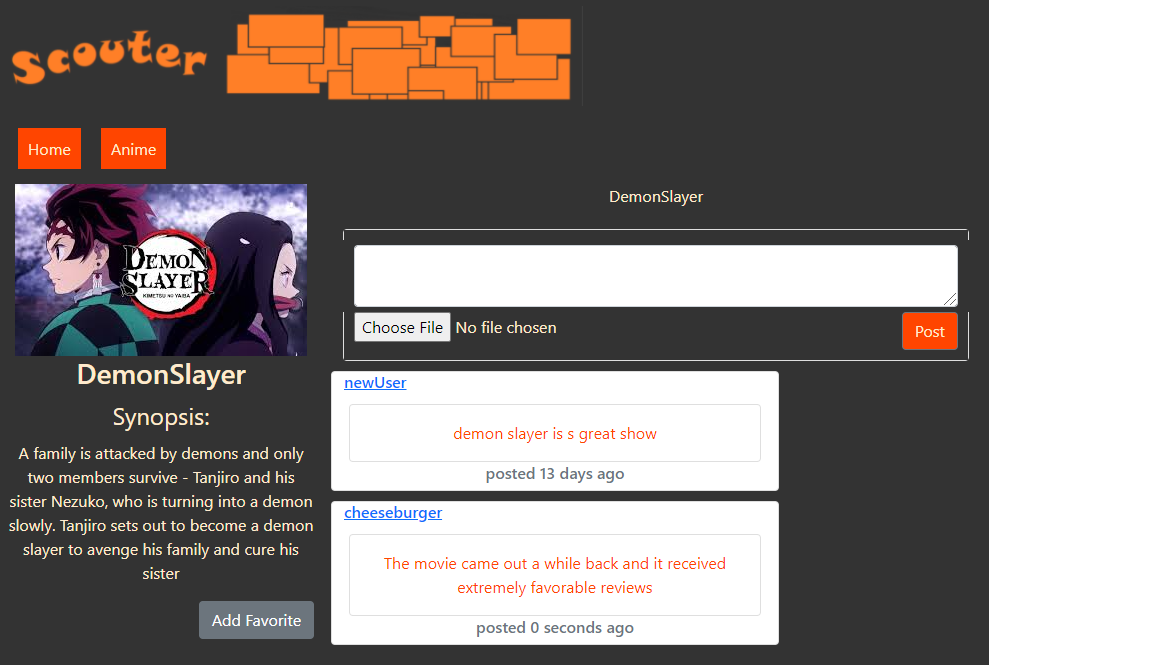 Scouter
Home
Anime
DEMON
SLAYER
KIMETSU NO YAIBA
DemonSlayer
Synopsis:
A family is attacked by demons and only
two members survive - Tanjiro and his
sister Nezuko, who is turning into a demon
slowly. Tanjiro sets out to become a demon
slayer to avenge his family and cure his
sister
Add Favorite
DemonSlayer
Choose File No file chosen
Post
newUser
demon slayer is s great show
posted 13 days ago
cheeseburger
The movie came out a while back and it received
extremely favorable reviews
posted 0 seconds ago